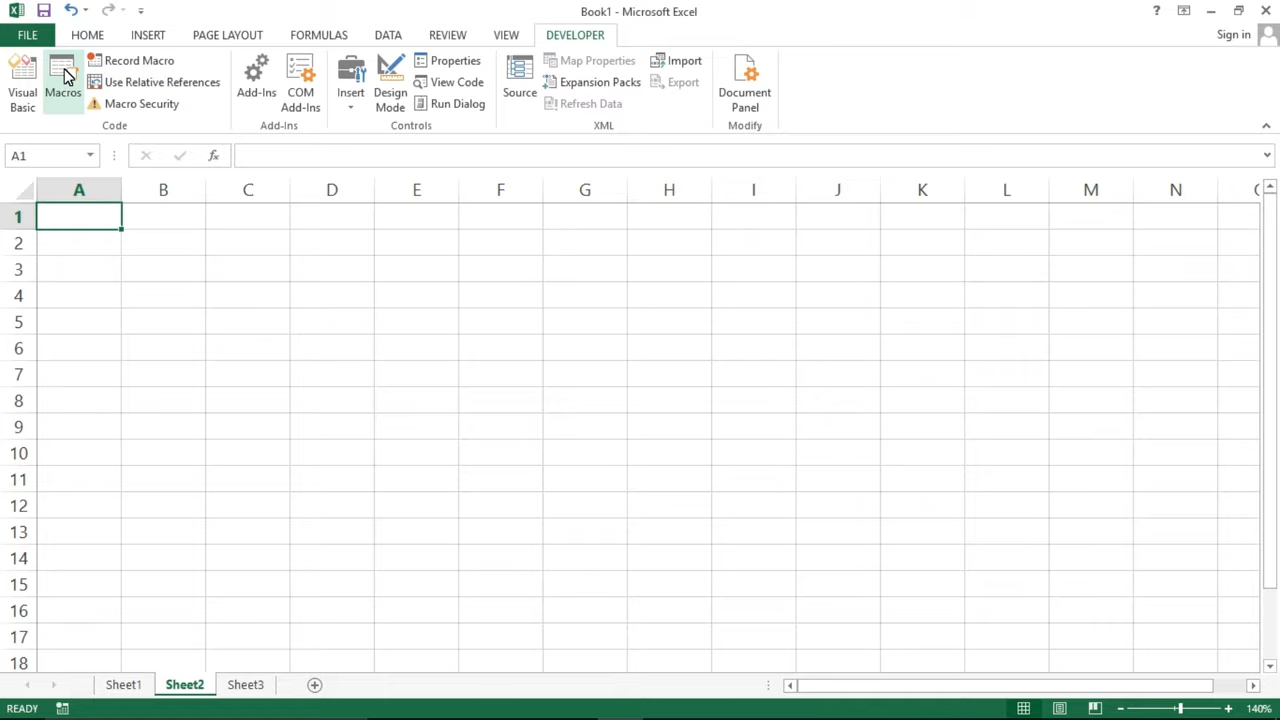 Book1 - Microsoft Excel
?
FILE HOME INSERT PAGE LAYOUT FORMULAS DATA REVIEW VIEW DEVELOPER Sign in
Visual Basic
Macros
Record Macro
Use Relative References
Macro Security
Code
Add-Ins
COM Add-Ins
Add-Ins
Insert
Design Mode
Properties
View Code
Run Dialog
Controls
Source
Map Properties
Expansion Packs
Refresh Data
Import
Export
XML
Document Panel
Modify
A1
fx
A B C D E F G H I J K L M N
1
2
3
4
5
6
7
8
9
10
11
12
13
14
15
16
17
18
Sheet1 Sheet2 Sheet3
READY 140%